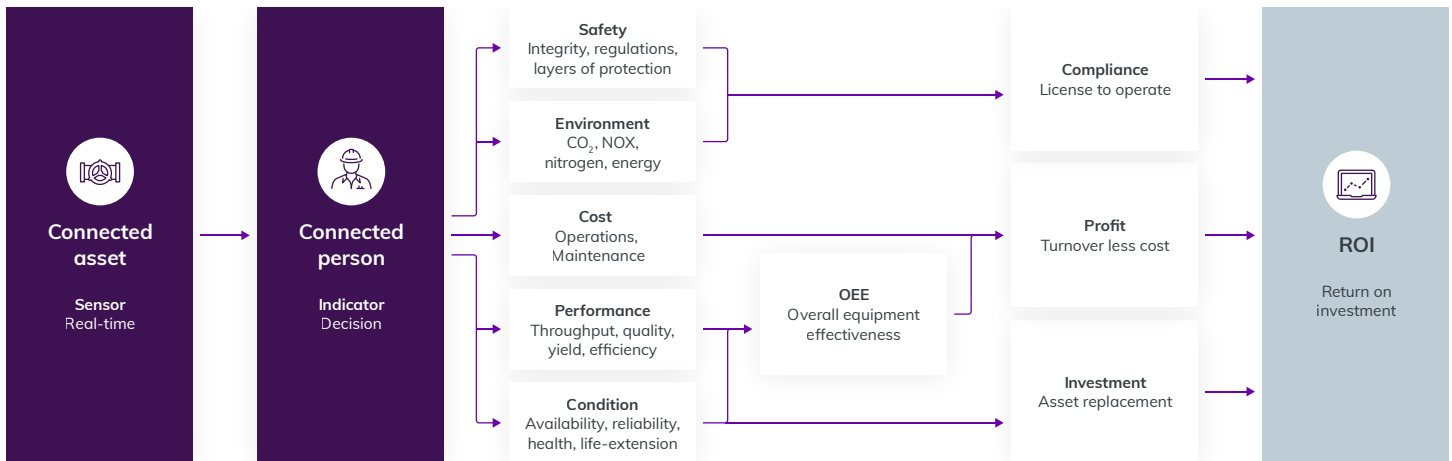 Connected
asset
Sensor
Real-time
Connected
person
Indicator
Decision
Safety
Integrity, regulations,
layers of protection
Environment
CO₂, NOX,
nitrogen, energy
Cost
Operations,
Maintenance
Performance
Throughput, quality,
yield, efficiency
Condition
Availability, reliability,
health, life-extension
OEE
Overall equipment
effectiveness
Compliance
License to operate
Profit
Turnover less cost
Investment
Asset replacement
ROI
Return on
investment